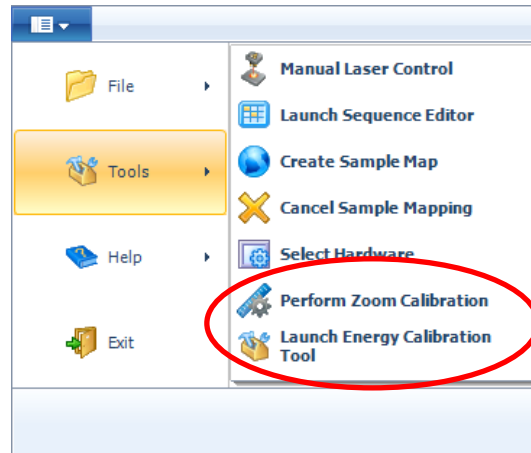 File
Tools
Help
Exit
Manual Laser Control
Launch Sequence Editor
Create Sample Map
Cancel Sample Mapping
Select Hardware
Perform Zoom Calibration
Launch Energy Calibration
Tool